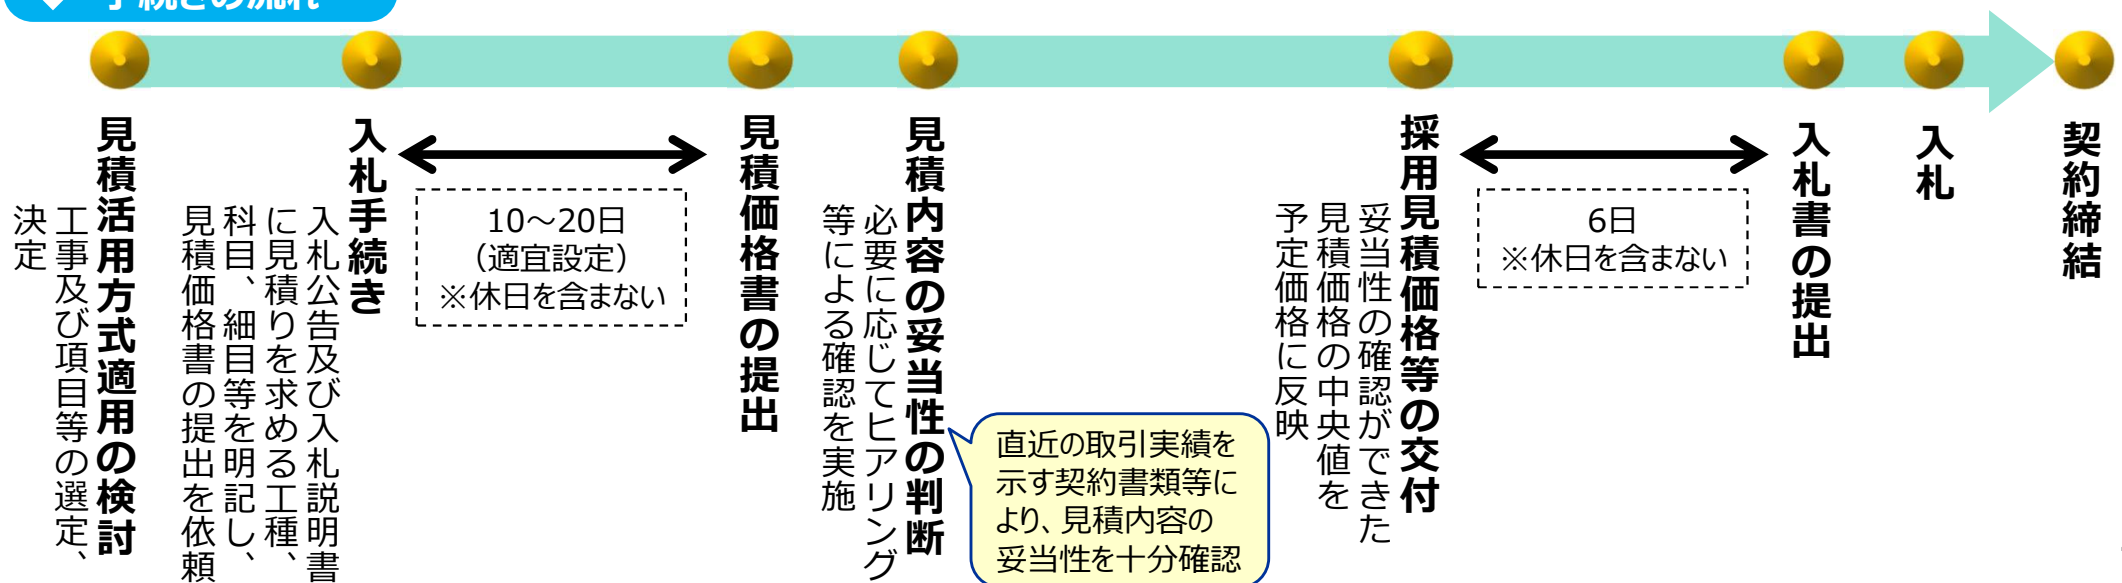 手続きの流れ
見積活用方式適用の検討
工事及び項目等の選定、
決定
入札手続き
入札公告及び入札説明書
に見積りを求める工種、
科目、細目等を明記し、
見積価格書の提出を依頼
10～20日
（適宜設定）
※休日を含まない
見積価格書の提出
見積内容の妥当性の判断
必要に応じてヒアリング
等による確認を実施
直近の取引実績を
示す契約書類等に
より、見積内容の
妥当性を十分確認
採用見積価格等の交付
妥当性の確認ができた
見積価格の中央値を
予定価格に反映
6日
※休日を含まない
入札書の提出
入札
契約締結